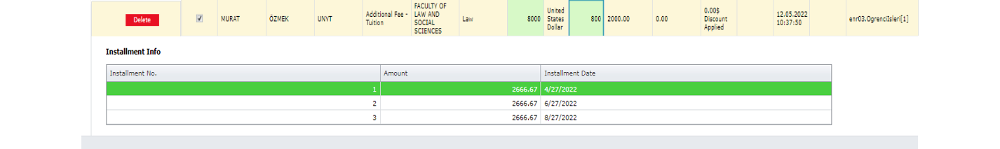 Delete MURAT ÖZMEK UNYT Additional Fee - Tuition FACULTY OF LAW AND SOCIAL SCIENCES Law 8000 United States Dollar 800 2000.00 0.00 0.00$ Discount Applied 12.05.2022 10:37:50 enr03.OgrenciIsleri[1]
Installment Info
Installment No. Amount Installment Date
1 2666.67 4/27/2022
2 2666.67 6/27/2022
3 2666.67 8/27/2022